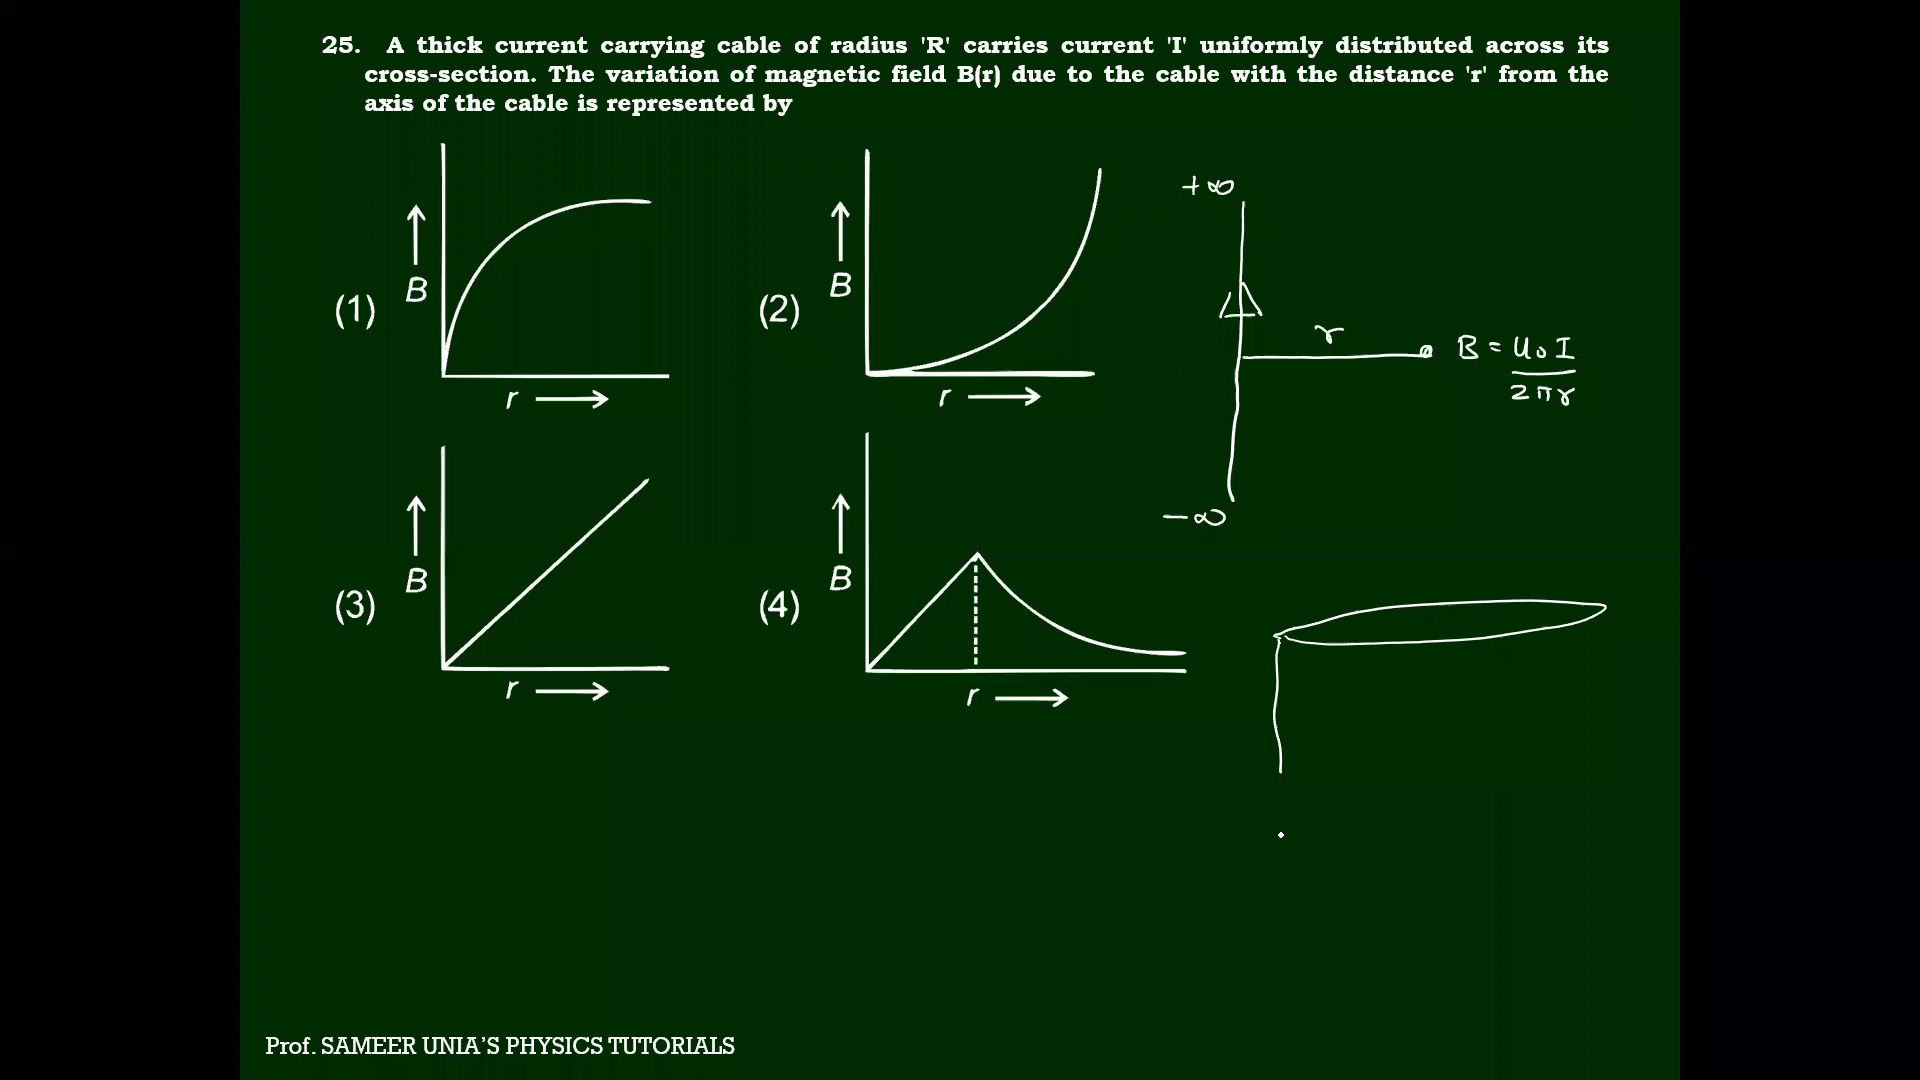 25. A thick current carrying cable of radius 'R' carries current 'I' uniformly distributed across its
cross-section. The variation of magnetic field B(r) due to the cable with the distance 'r' from the
axis of the cable is represented by
(1)
B
r
(2)
B
r
+∞
r
B = μ₀I
2πr
-∞
(3)
B
r
(4)
B
r
Prof. SAMEER UNIA'S PHYSICS TUTORIALS